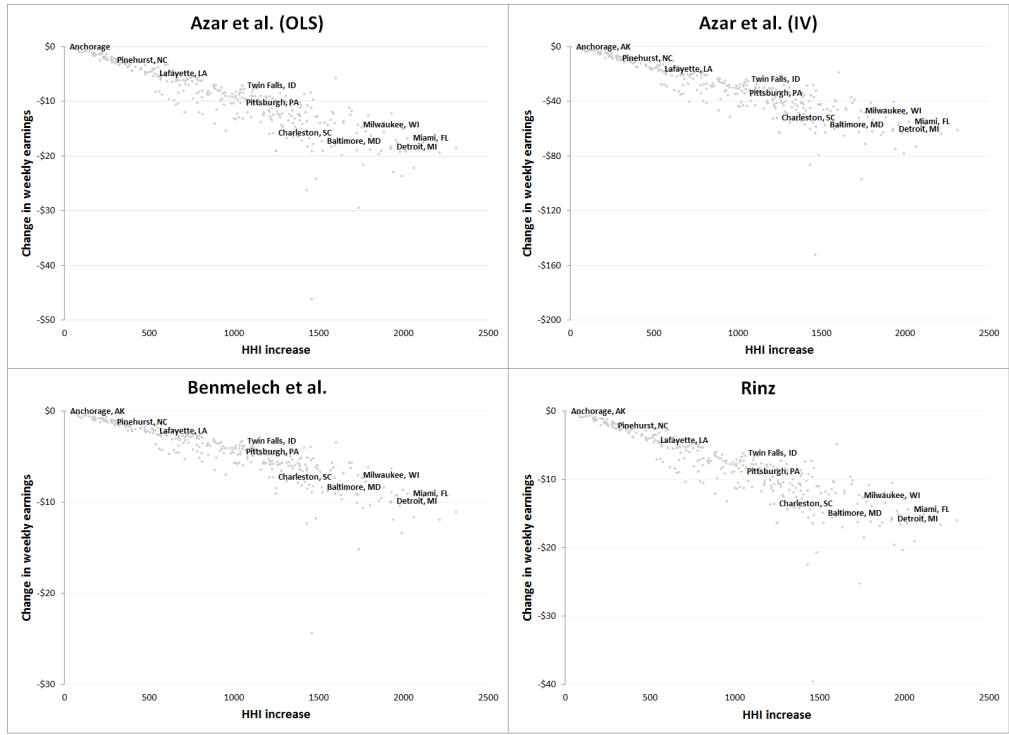 Azar et al. (OLS)
$0
-$10
-$20
-$30
-$40
-$50
Change in weekly earnings
Anchorage
Pinehurst, NC
Lafayette, LA
Twin Falls, ID
Pittsburgh, PA
Charleston, SC
Milwaukee, WI
Baltimore, MD
Miami, FL
Detroit, MI
0 500 1000 1500 2000 2500
HHI increase
Azar et al. (IV)
$0
-$40
-$80
-$120
-$160
-$200
Change in weekly earnings
Anchorage, AK
Pinehurst, NC
Lafayette, LA
Twin Falls, ID
Pittsburgh, PA
Milwaukee, WI
Charleston, SC
Baltimore, MD
Miami, FL
Detroit, MI
0 500 1000 1500 2000 2500
HHI increase
Benmelech et al.
$0
-$10
-$20
-$30
Change in weekly earnings
Anchorage, AK
Pinehurst, NC
Lafayette, LA
Twin Falls, ID
Pittsburgh, PA
Charleston, SC
Milwaukee, WI
Baltimore, MD
Miami, FL
Detroit, MI
0 500 1000 1500 2000 2500
HHI increase
Rinz
$0
-$10
-$20
-$30
-$40
Change in weekly earnings
Anchorage, AK
Pinehurst, NC
Lafayette, LA
Twin Falls, ID
Pittsburgh, PA
Milwaukee, WI
Charleston, SC
Baltimore, MD
Miami, FL
Detroit, MI
0 500 1000 1500 2000 2500
HHI increase